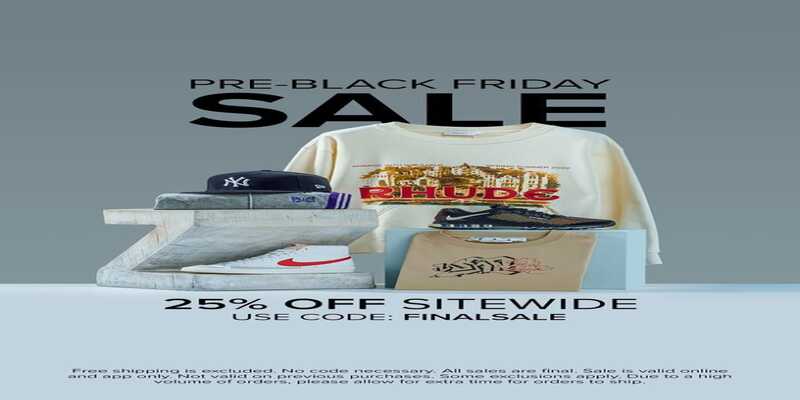 PRE-BLACK FRIDAY
SALE
RHUDE
25% OFF SITEWIDE
USE CODE: FINALSALE
Free shipping is excluded. No code necessary. All sales are final. Sale is valid online
and app only. Not valid on previous purchases. Some exclusions apply. Due to a high
volume of orders, please allow for extra time for orders to ship.